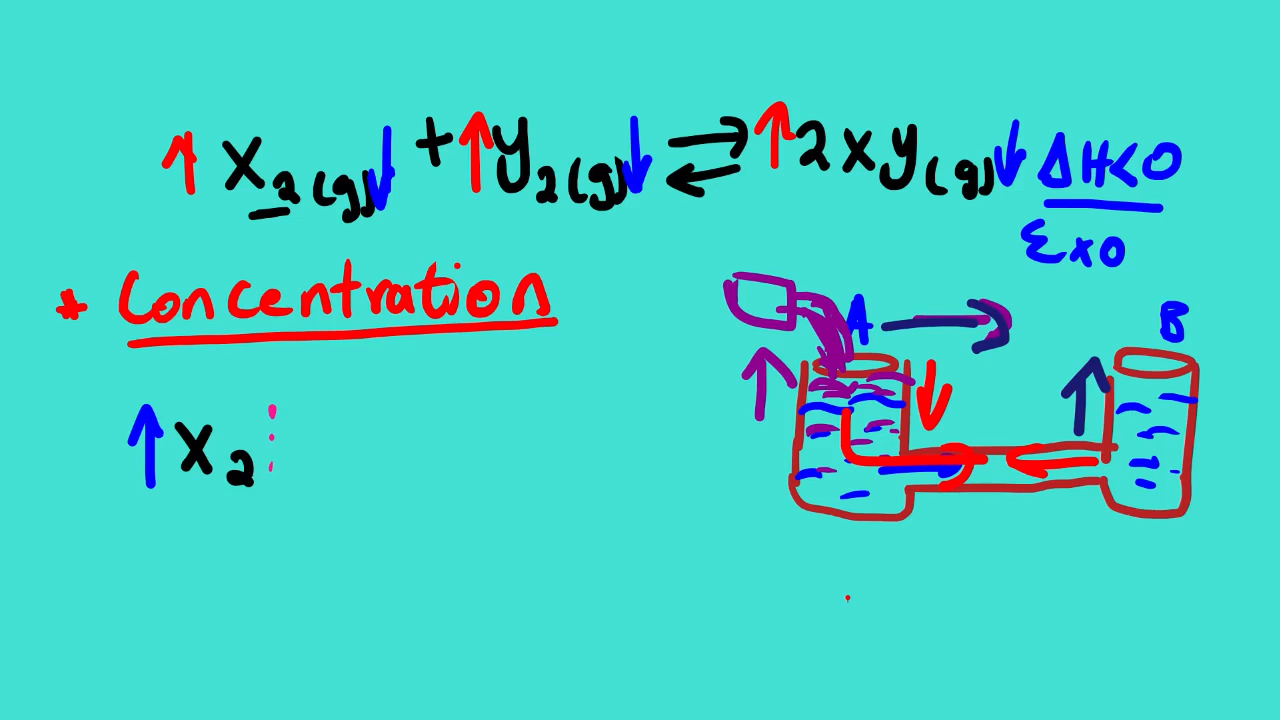 X₂(g) + y₂(g) ⇌ 2xy(g) ΔH<0
Exo
* Concentration
A B
↑ X₂ :